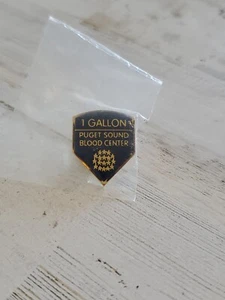 1 GALLON
PUGET SOUND
BLOOD CENTER